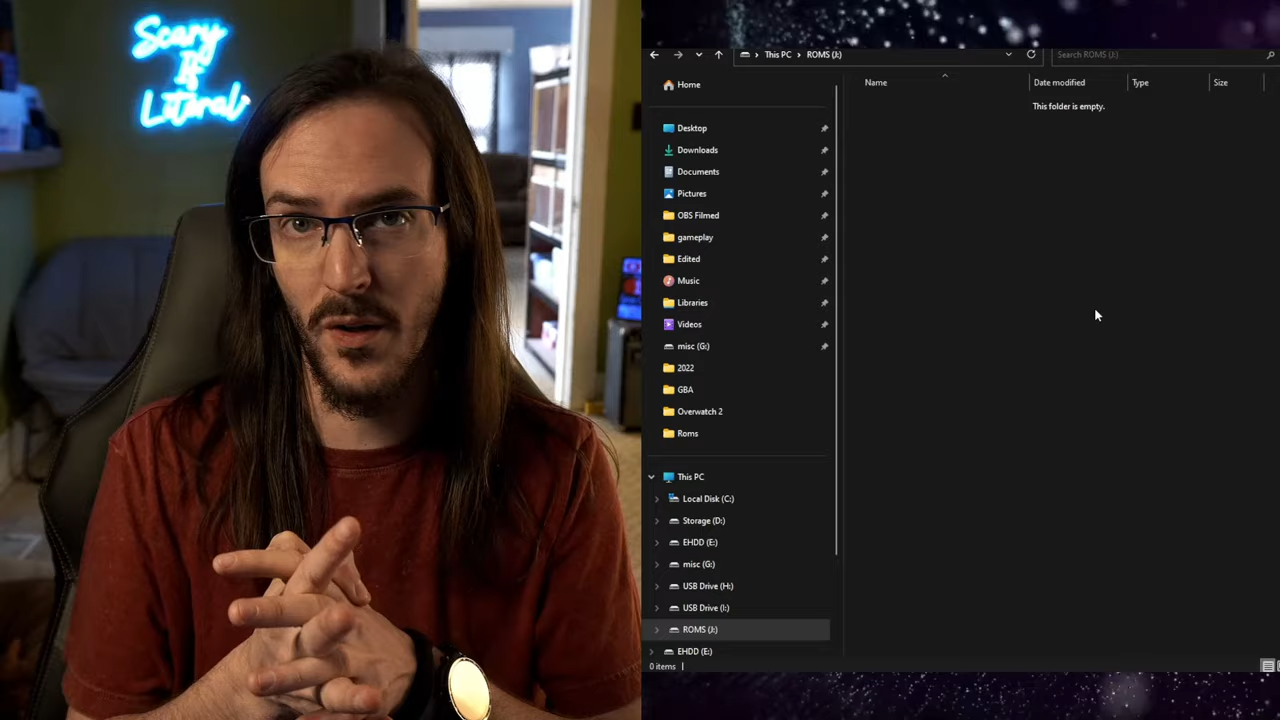 Scary
Is
Literal
This PC
ROMS (J:)
Search ROMS (J:)
Home
Name
Date modified
Type
Size
This folder is empty.
Desktop
Downloads
Documents
Pictures
OBS Filmed
gameplay
Edited
Music
Libraries
Videos
misc (G:)
2022
GBA
Overwatch 2
Roms
This PC
Local Disk (C:)
Storage (D:)
EHDD (E:)
misc (G:)
USB Drive (H:)
USB Drive (I:)
ROMS (J:)
EHDD (E:)
0 items